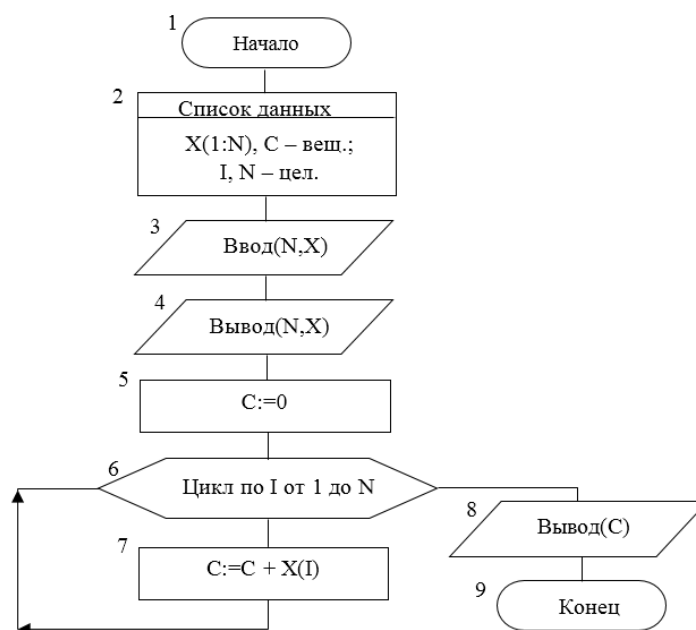 1
Начало
2
Список данных
X(1:N), C – вещ.;
I, N – цел.
3
Ввод(N,X)
4
Вывод(N,X)
5
C:=0
6
Цикл по I от 1 до N
7
C:=C + X(I)
8
Вывод(C)
9
Конец